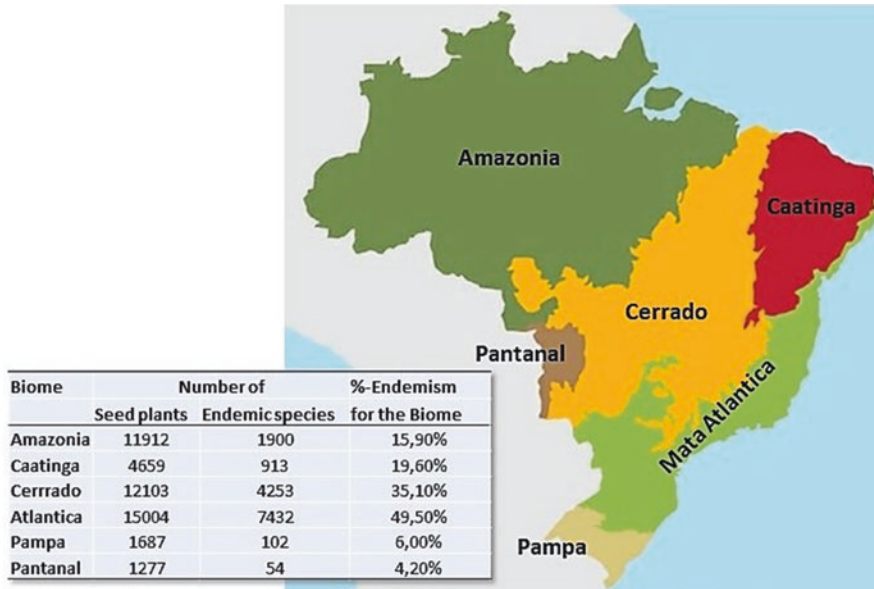 Amazonia
Caatinga
Cerrado
Pantanal
Mata Atlantica
Pampa
Biome Number of %-Endemism
Seed plants Endemic species for the Biome
Amazonia 11912 1900 15,90%
Caatinga 4659 913 19,60%
Cerrrado 12103 4253 35,10%
Atlantica 15004 7432 49,50%
Pampa 1687 102 6,00%
Pantanal 1277 54 4,20%